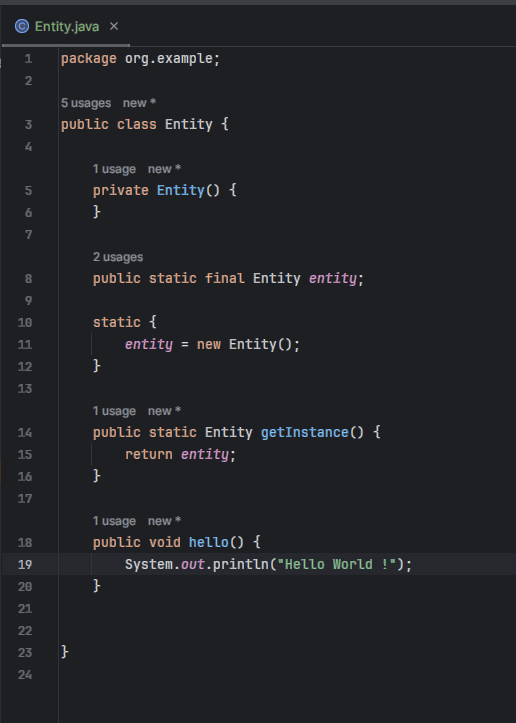 Entity.java
1 package org.example;
2
5 usages new *
3 public class Entity {
4
1 usage new *
5 private Entity() {
6 }
7
2 usages
8 public static final Entity entity;
9
10 static {
11 entity = new Entity();
12 }
13
1 usage new *
14 public static Entity getInstance() {
15 return entity;
16 }
17
1 usage new *
18 public void hello() {
19 System.out.println("Hello World !");
20 }
21
22
23 }
24